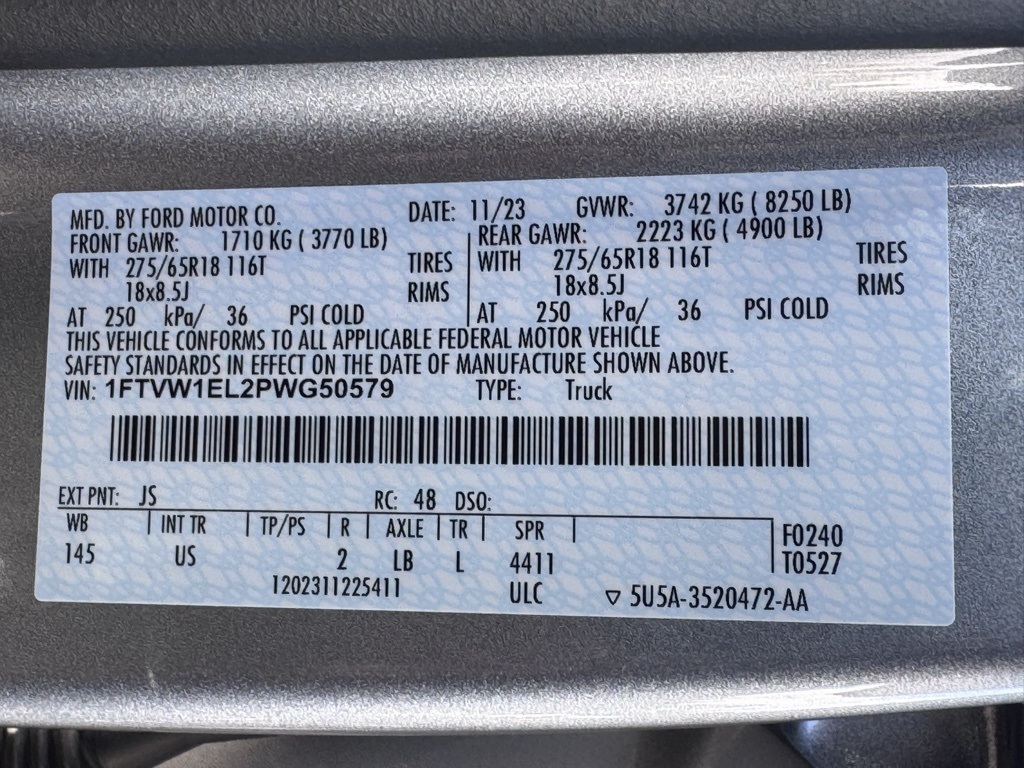 MFD. BY FORD MOTOR CO. DATE: 11/23 GVWR: 3742 KG ( 8250 LB)
FRONT GAWR: 1710 KG ( 3770 LB) REAR GAWR: 2223 KG ( 4900 LB)
WITH 275/65R18 116T TIRES WITH 275/65R18 116T TIRES
18x8.5J RIMS 18x8.5J RIMS
AT 250 kPa/ 36 PSI COLD AT 250 kPa/ 36 PSI COLD
THIS VEHICLE CONFORMS TO ALL APPLICABLE FEDERAL MOTOR VEHICLE
SAFETY STANDARDS IN EFFECT ON THE DATE OF MANUFACTURE SHOWN ABOVE.
VIN: 1FTVW1EL2PWG50579 TYPE: Truck
EXT PNT: JS RC: 48 DSO:
WB INT TR TP/PS R AXLE TR SPR F0240
145 US 2 LB L 4411 T0527
1202311225411 ULC ▽ 5U5A-3520472-AA